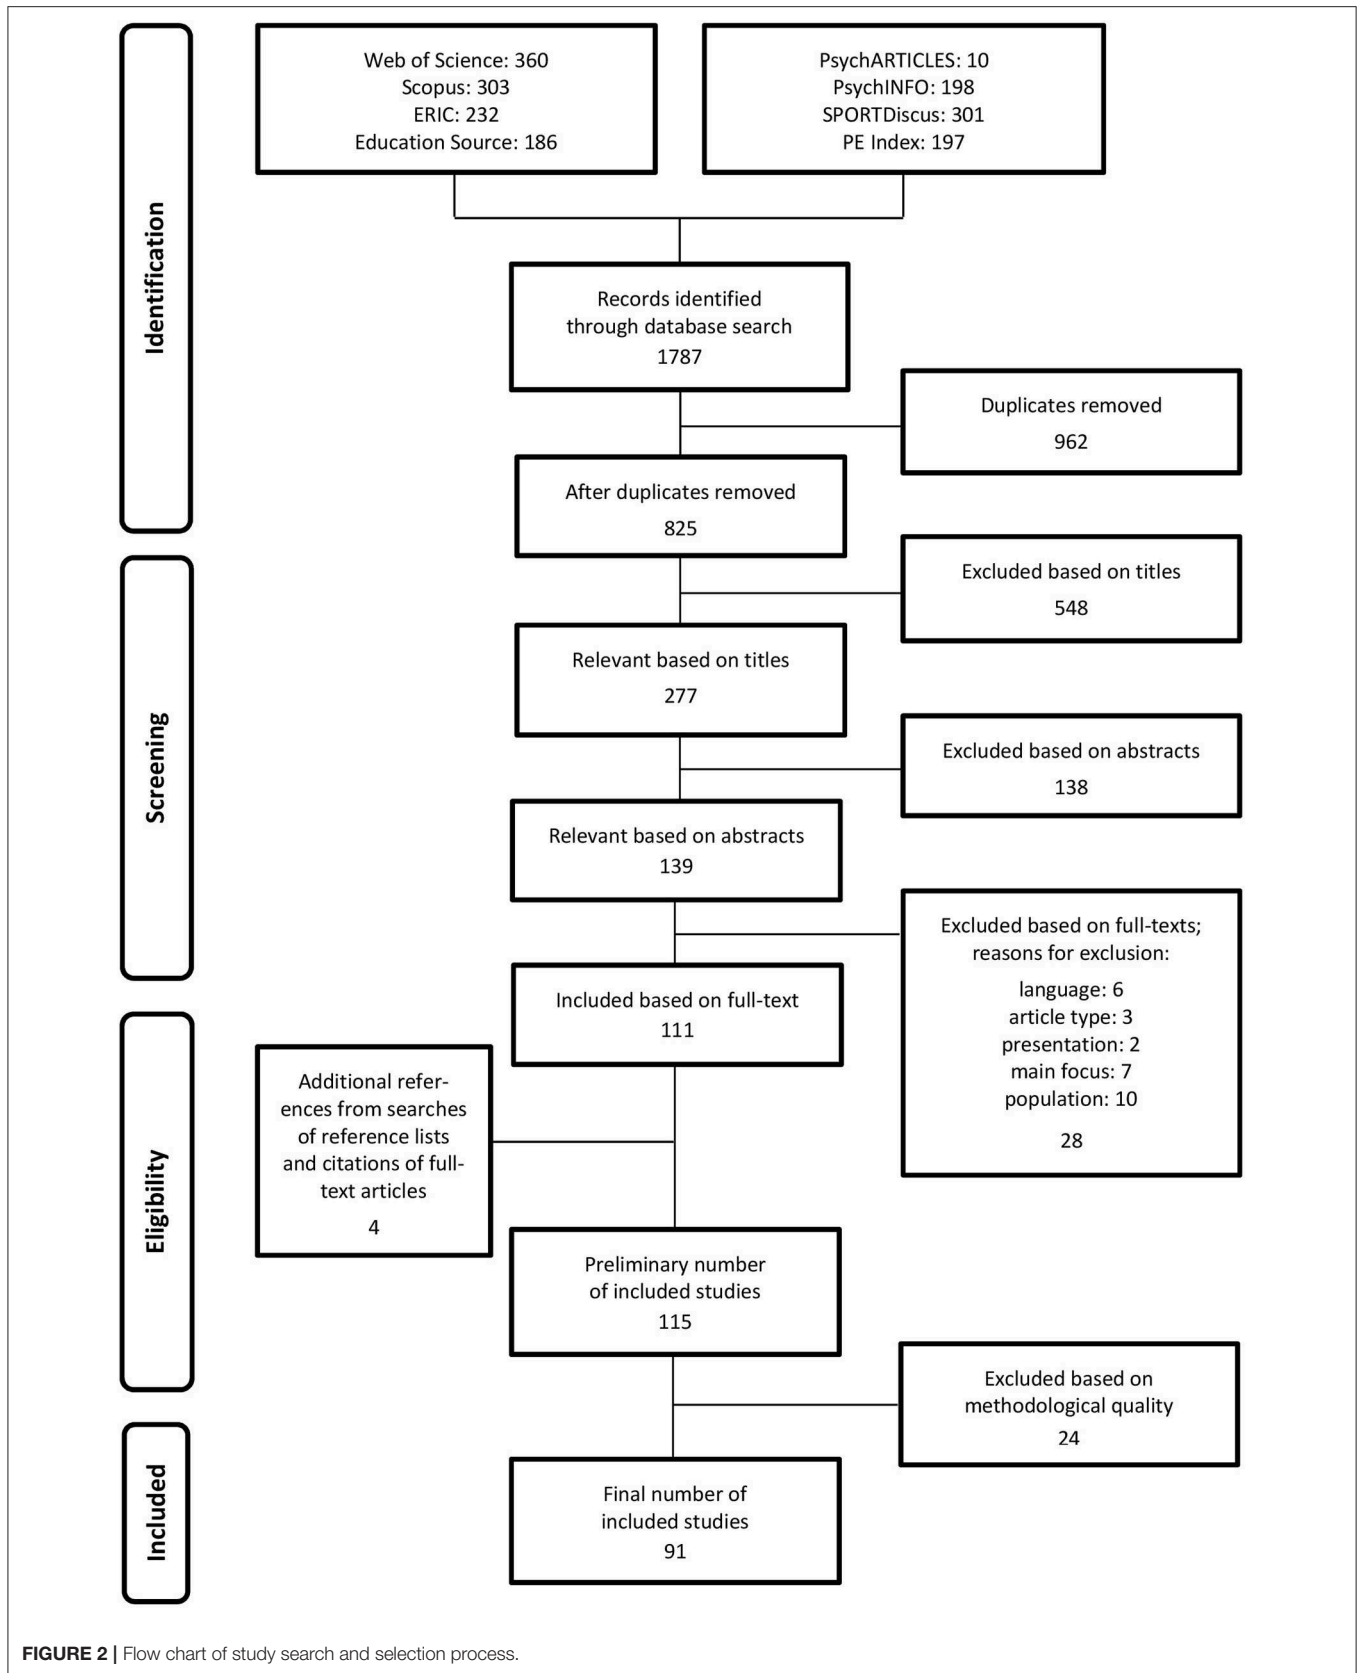 Identification
Web of Science: 360
Scopus: 303
ERIC: 232
Education Source: 186
PsychARTICLES: 10
PsychINFO: 198
SPORTDiscus: 301
PE Index: 197
Records identified
through database search
1787
Duplicates removed
962
After duplicates removed
825
Screening
Excluded based on titles
548
Relevant based on titles
277
Excluded based on abstracts
138
Relevant based on abstracts
139
Excluded based on full-texts;
reasons for exclusion:
language: 6
article type: 3
presentation: 2
main focus: 7
population: 10
28
Included based on full-text
111
Eligibility
Additional refer-
ences from searches
of reference lists
and citations of full-
text articles
4
Preliminary number
of included studies
115
Excluded based on
methodological quality
24
Included
Final number of
included studies
91
FIGURE 2 | Flow chart of study search and selection process.